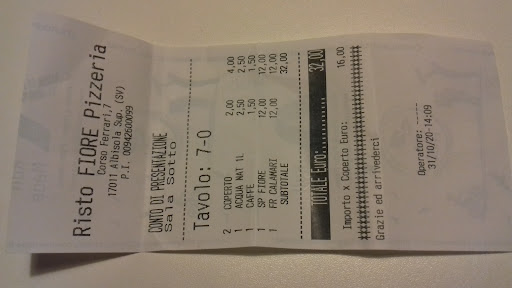 Risto FIORE Pizzeria
Corso Ferrari,7
17011 Albisola Sup. (SV)
P.I. 00942600099
CONTO DI PRESENTAZIONE
Sala Sotto
Tavolo: 7-0
2 COPERTO 2,00 4,00
1 ACQUA NAT 1L 2,50 2,50
1 CAFFE 1,50 1,50
1 SP FIORE 12,00 12,00
1 FR CALAMARI 12,00 12,00
SUBTOTALE 32,00
TOTALE Euro: 32,00
Importo x Coperto Euro: 16,00
Grazie ed arrivederci
Operatore: -----
31/10/20-14:09